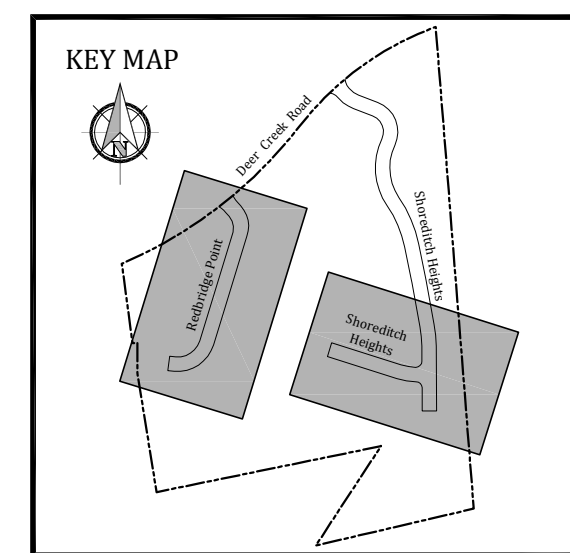 KEY MAP
N
Deer Creek Road
Redbridge Point
Shoreditch Heights
Shoreditch
Heights